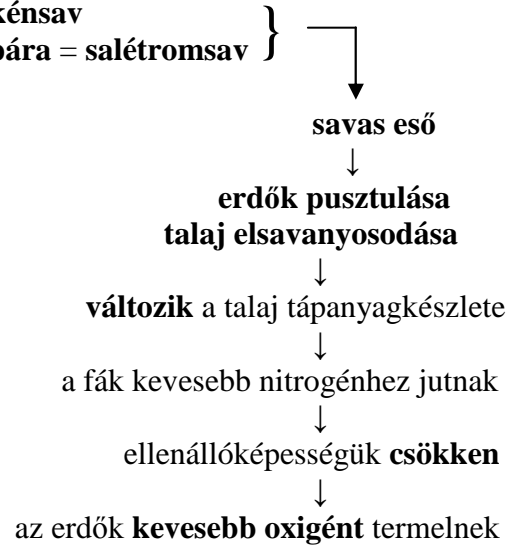 kénsav
pára = salétromsav }
savas eső
↓
erdők pusztulása
talaj elsavanyosodása
↓
változik a talaj tápanyagkészlete
↓
a fák kevesebb nitrogénhez jutnak
↓
ellenállóképességük csökken
↓
az erdők kevesebb oxigént termelnek